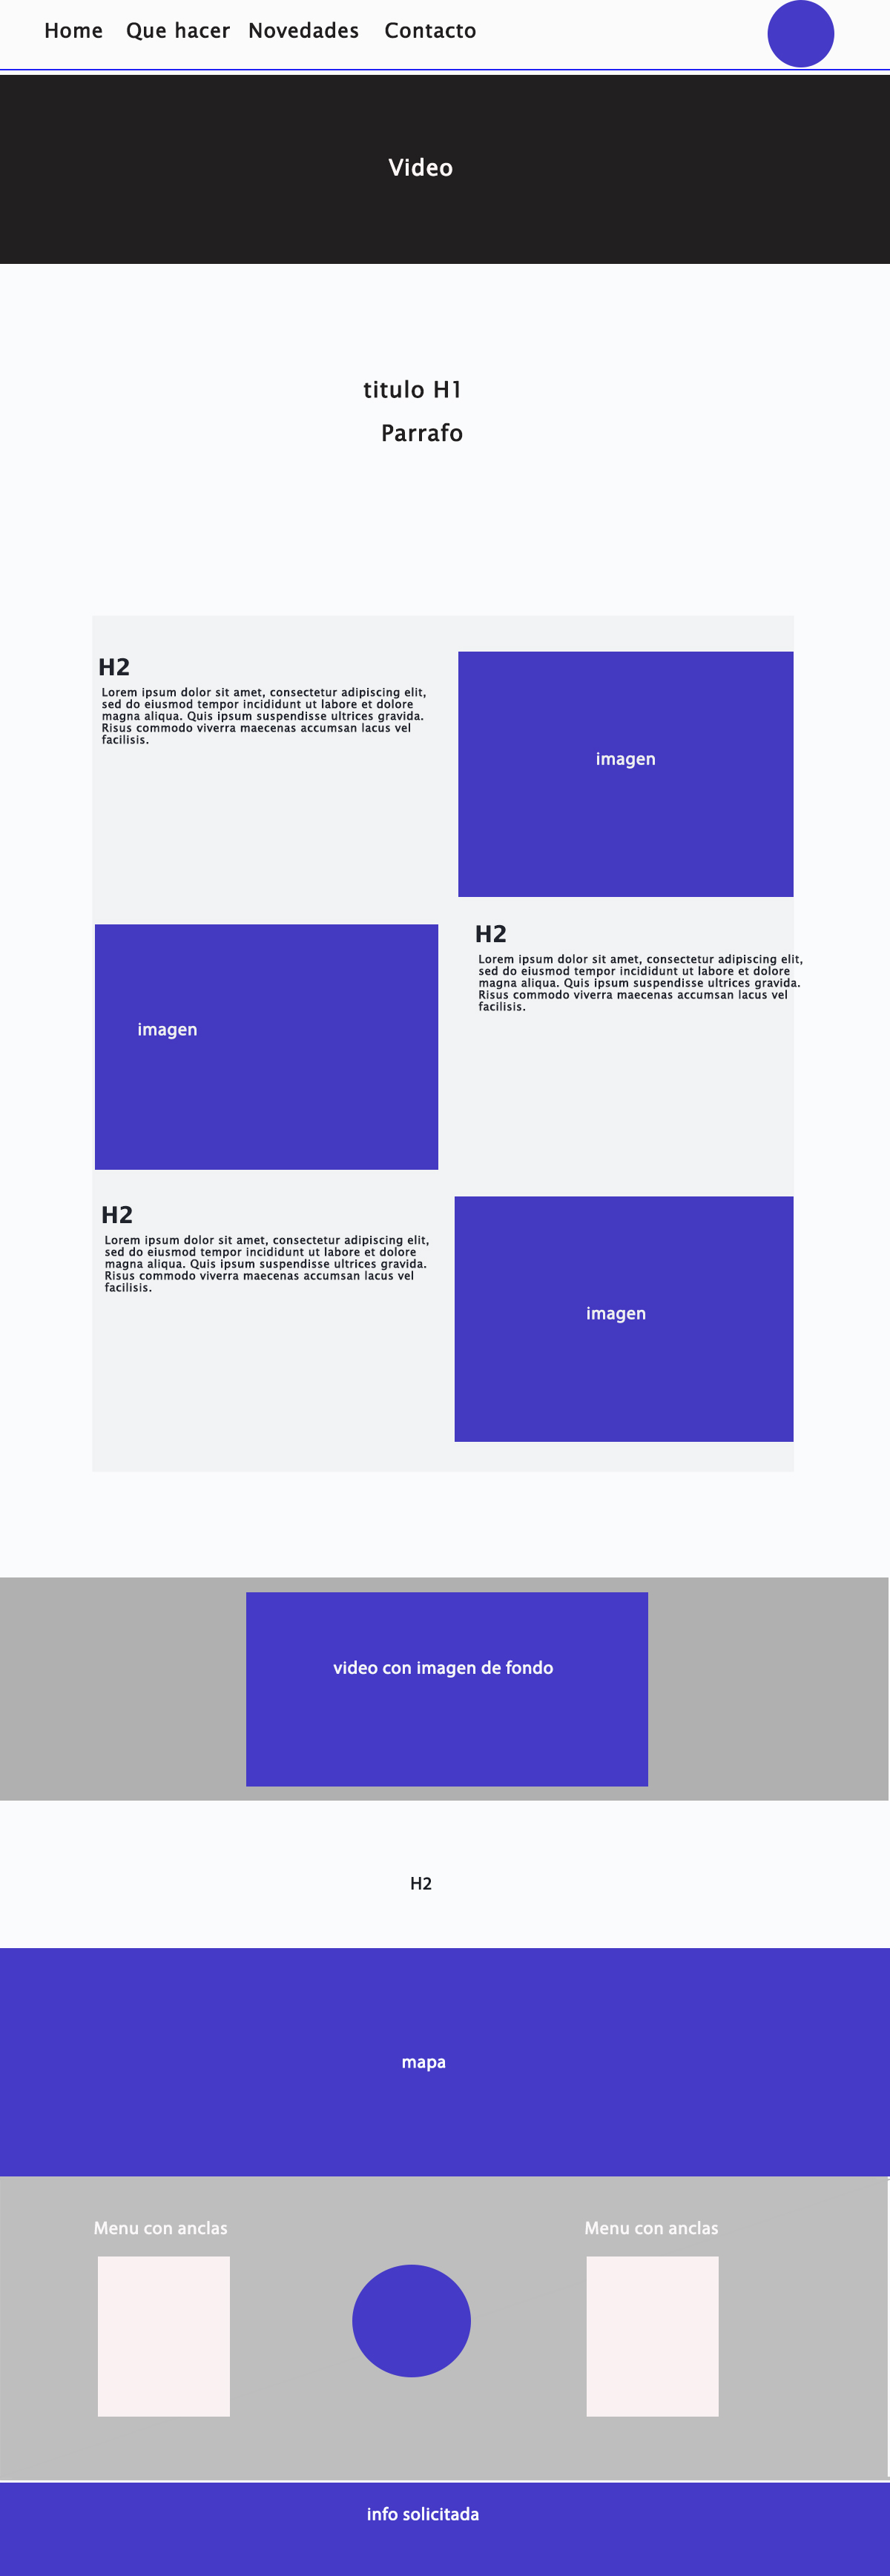 Home Que hacer Novedades Contacto
Video
titulo H1
Parrafo
H2
Lorem ipsum dolor sit amet, consectetur adipiscing elit,
sed do eiusmod tempor incididunt ut labore et dolore
magna aliqua. Quis ipsum suspendisse ultrices gravida.
Risus commodo viverra maecenas accumsan lacus vel
facilisis.
imagen
imagen
H2
Lorem ipsum dolor sit amet, consectetur adipiscing elit,
sed do eiusmod tempor incididunt ut labore et dolore
magna aliqua. Quis ipsum suspendisse ultrices gravida.
Risus commodo viverra maecenas accumsan lacus vel
facilisis.
H2
Lorem ipsum dolor sit amet, consectetur adipiscing elit,
sed do eiusmod tempor incididunt ut labore et dolore
magna aliqua. Quis ipsum suspendisse ultrices gravida.
Risus commodo viverra maecenas accumsan lacus vel
facilisis.
imagen
video con imagen de fondo
H2
mapa
Menu con anclas
Menu con anclas
info solicitada